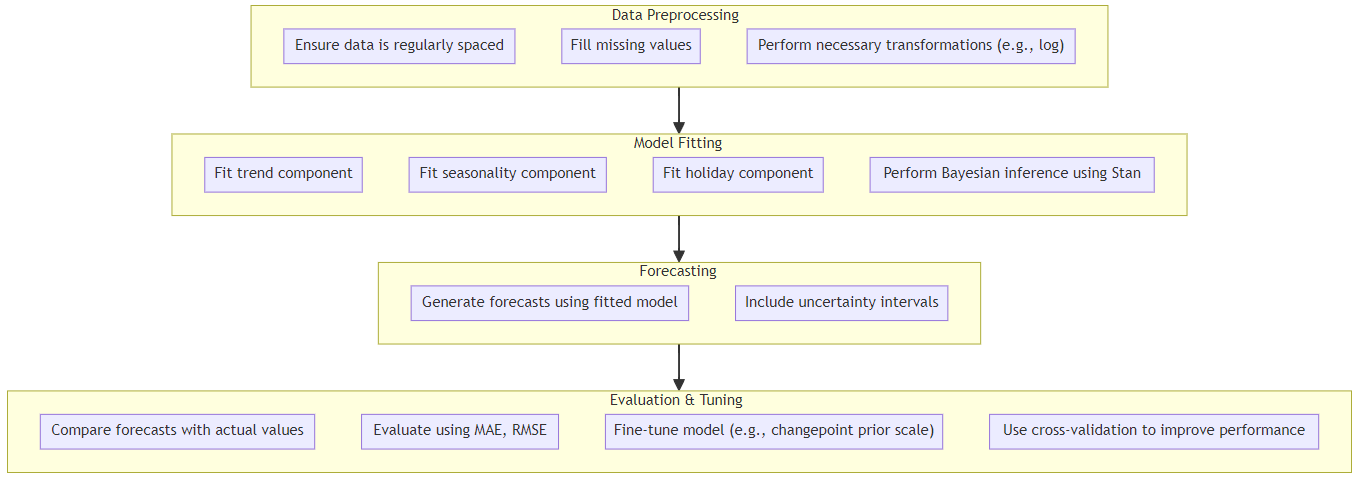 Data Preprocessing
Ensure data is regularly spaced
Fill missing values
Perform necessary transformations (e.g., log)
Model Fitting
Fit trend component
Fit seasonality component
Fit holiday component
Perform Bayesian inference using Stan
Forecasting
Generate forecasts using fitted model
Include uncertainty intervals
Evaluation & Tuning
Compare forecasts with actual values
Evaluate using MAE, RMSE
Fine-tune model (e.g., changepoint prior scale)
Use cross-validation to improve performance